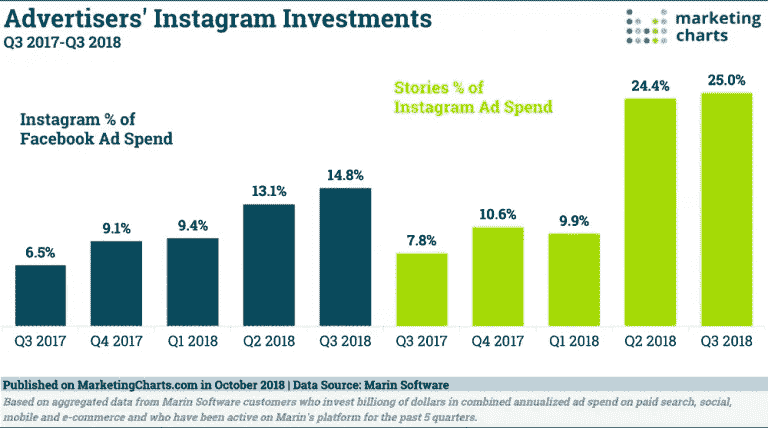 Advertisers' Instagram Investments
Q3 2017-Q3 2018
marketing
charts
Instagram % of
Facebook Ad Spend
6.5%
9.1%
9.4%
13.1%
14.8%
Q3 2017
Q4 2017
Q1 2018
Q2 2018
Q3 2018
Stories % of
Instagram Ad Spend
7.8%
10.6%
9.9%
24.4%
25.0%
Q3 2017
Q4 2017
Q1 2018
Q2 2018
Q3 2018
Published on MarketingCharts.com in October 2018 | Data Source: Marin Software
Based on aggregated data from Marin Software customers who invest billiong of dollars in combined annualized ad spend on paid search, social,
mobile and e-commerce and who have been active on Marin's platform for the past 5 quarters.